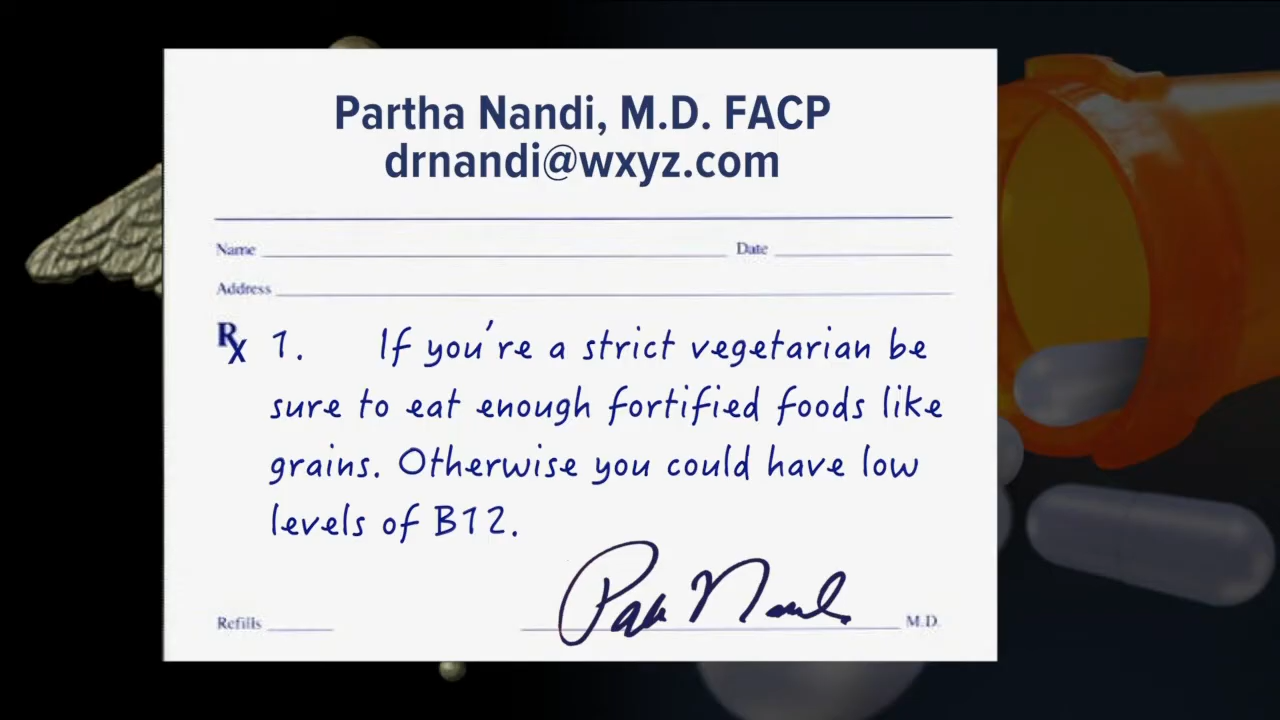 Partha Nandi, M.D. FACP
drnandi@wxyz.com
Name Date
Address
Rx 1. If you're a strict vegetarian be
sure to eat enough fortified foods like
grains. Otherwise you could have low
levels of B12.
Refills M.D.